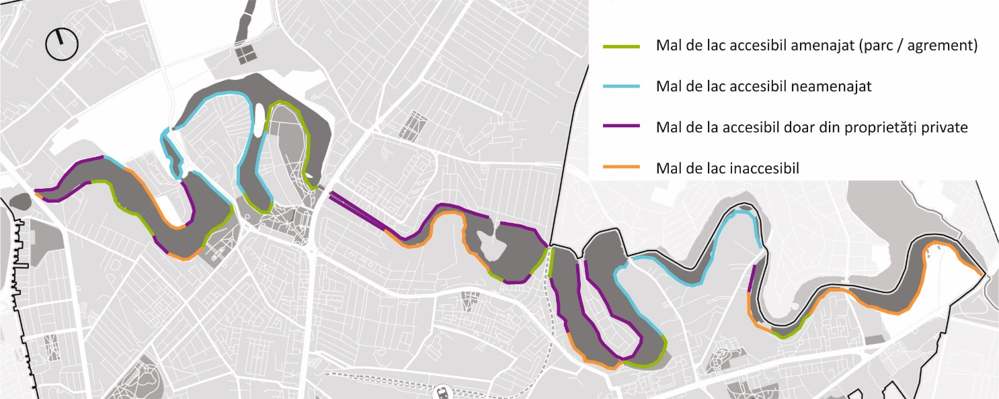 Mal de lac accesibil amenajat (parc / agrement)
Mal de lac accesibil neamenajat
Mal de la accesibil doar din proprietăți private
Mal de lac inaccesibil